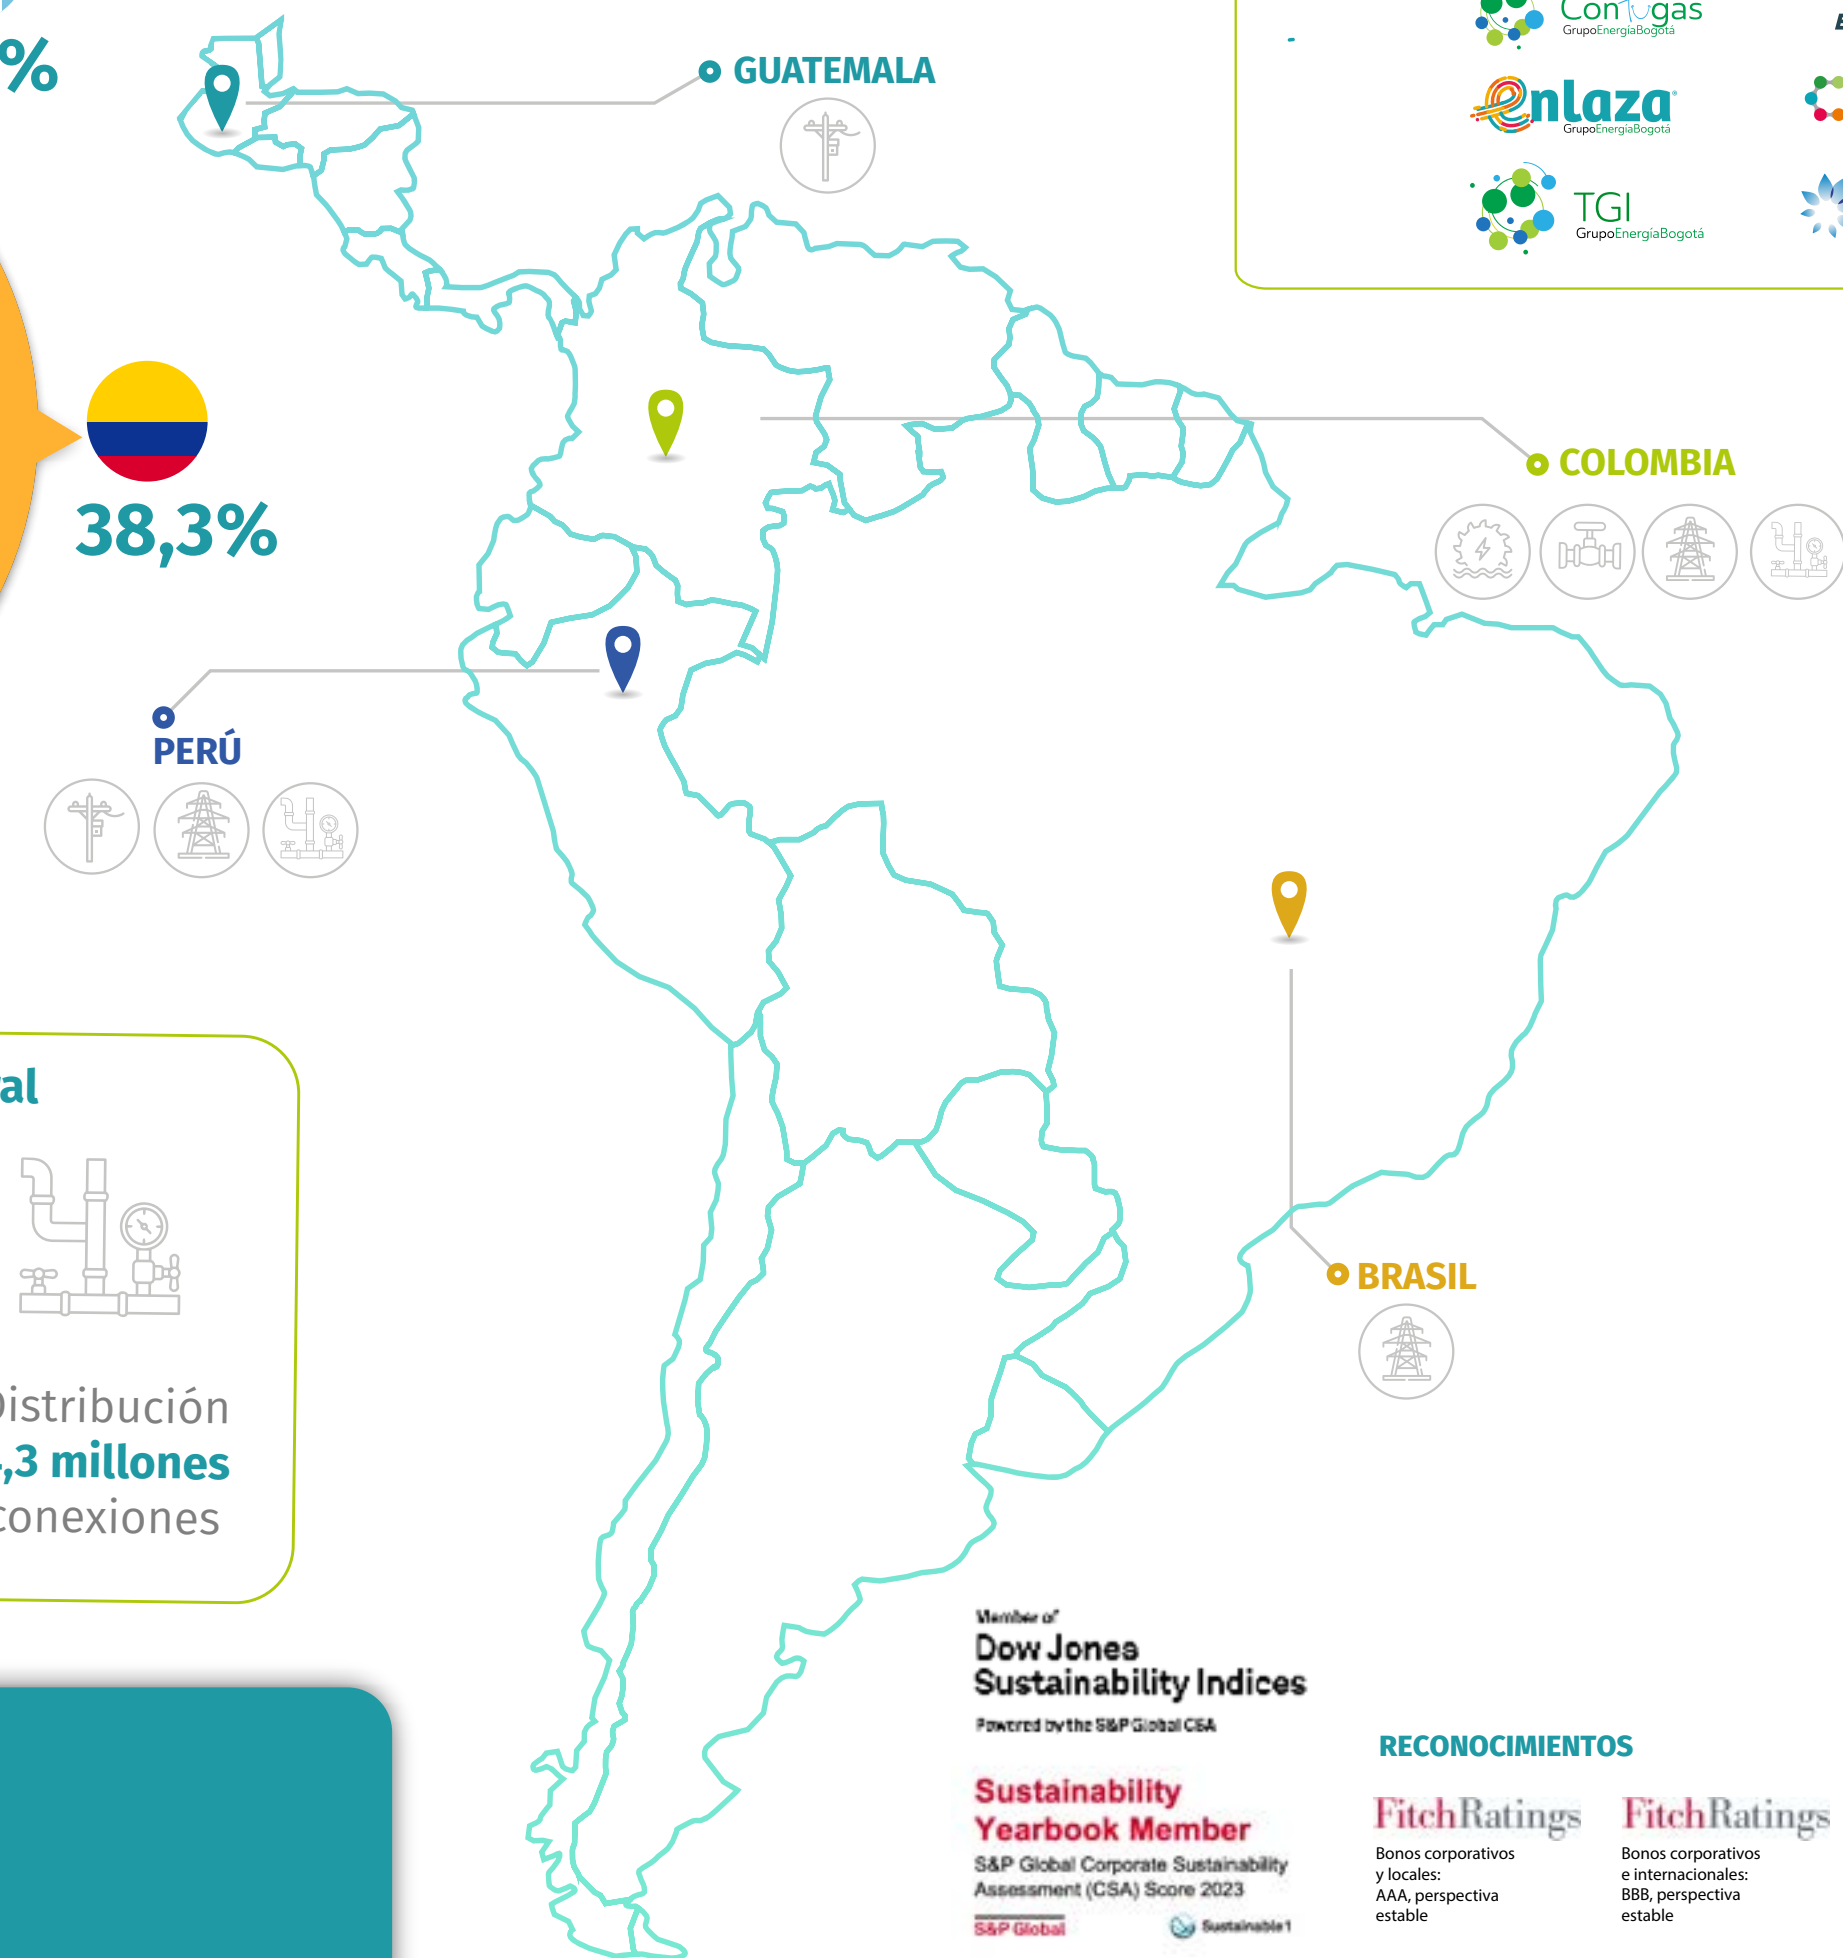 %
GUATEMALA
Contugas
GrupoEnergíaBogotá
enlaza
GrupoEnergíaBogotá
TGI
GrupoEnergíaBogotá
38,3%
COLOMBIA
PERÚ
BRASIL
al
Distribución
,3 millones
conexiones
Member of
Dow Jones
Sustainability Indices
Powered by the S&P Global CSA
Sustainability
Yearbook Member
S&P Global Corporate Sustainability
Assessment (CSA) Score 2023
S&P Global
Sustainable1
RECONOCIMIENTOS
FitchRatings
Bonos corporativos
y locales:
AAA, perspectiva
estable
FitchRatings
Bonos corporativos
e internacionales:
BBB, perspectiva
estable